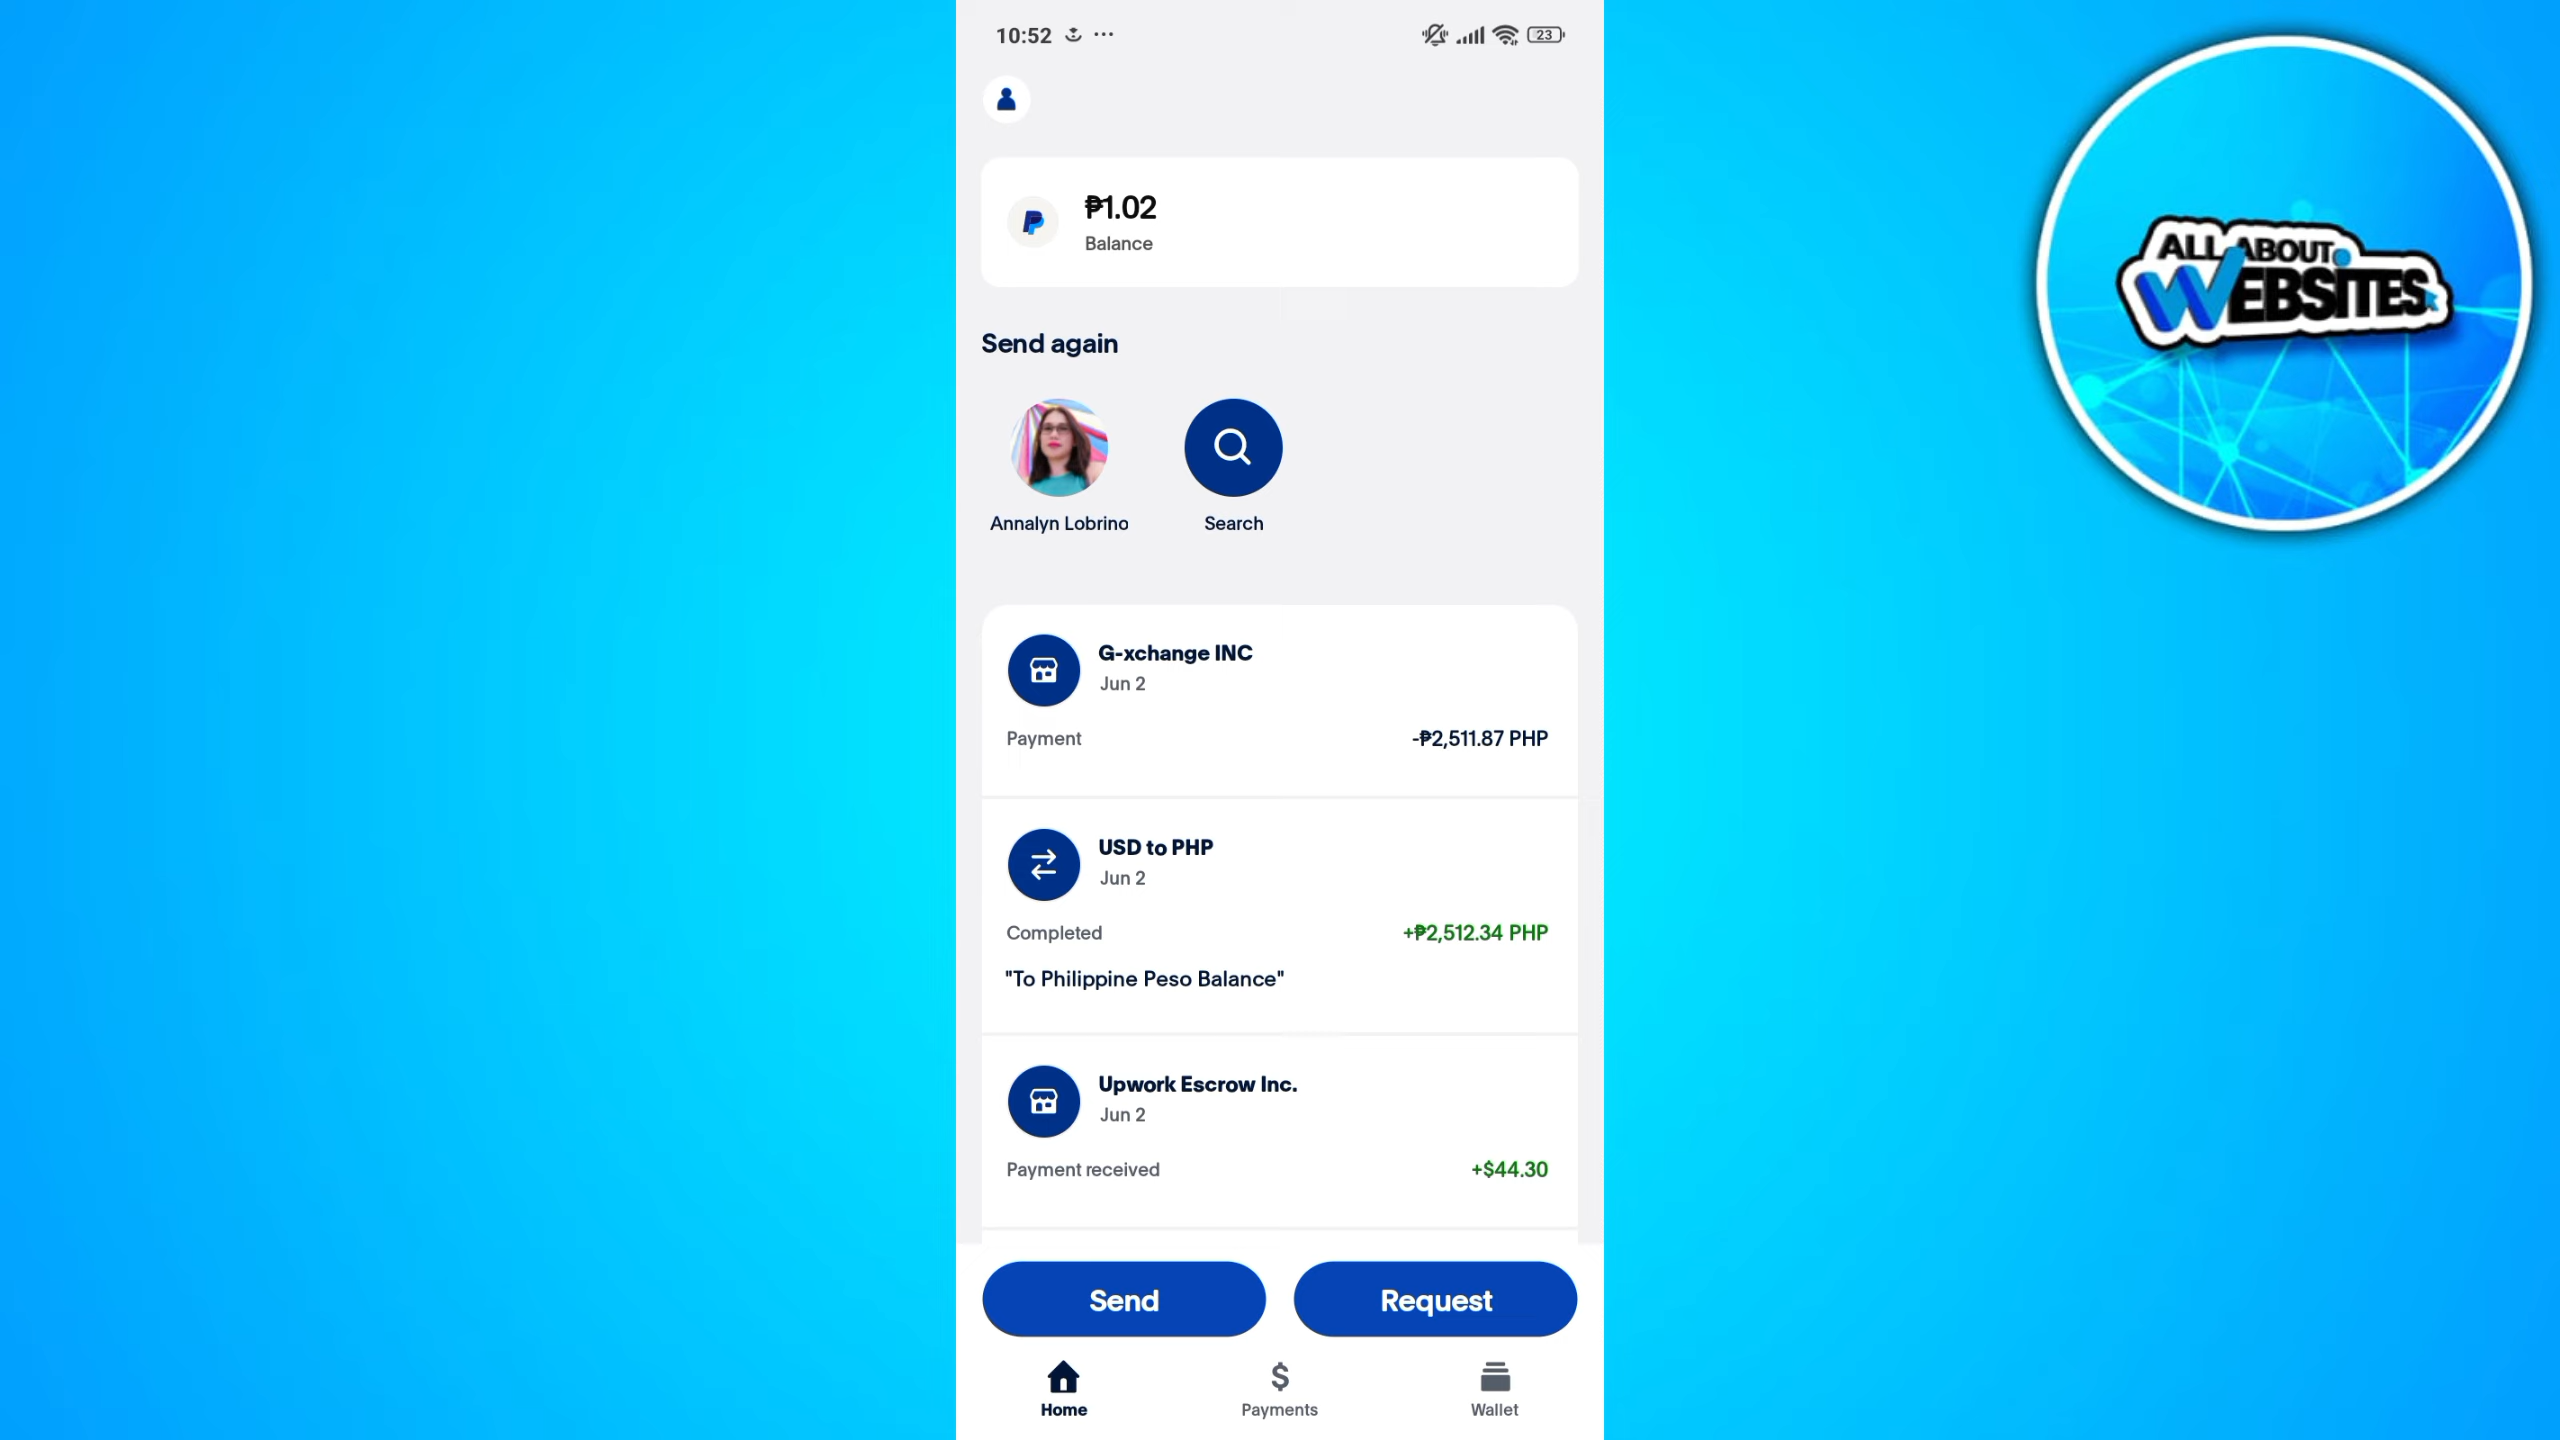 10:52
23
₱1.02
Balance
Send again
Annalyn Lobrino
Search
G-xchange INC
Jun 2
Payment
-₱2,511.87 PHP
USD to PHP
Jun 2
Completed
+₱2,512.34 PHP
"To Philippine Peso Balance"
Upwork Escrow Inc.
Jun 2
Payment received
+$44.30
Send
Request
Home
$
Payments
Wallet
ALL ABOUT
WEBSITES